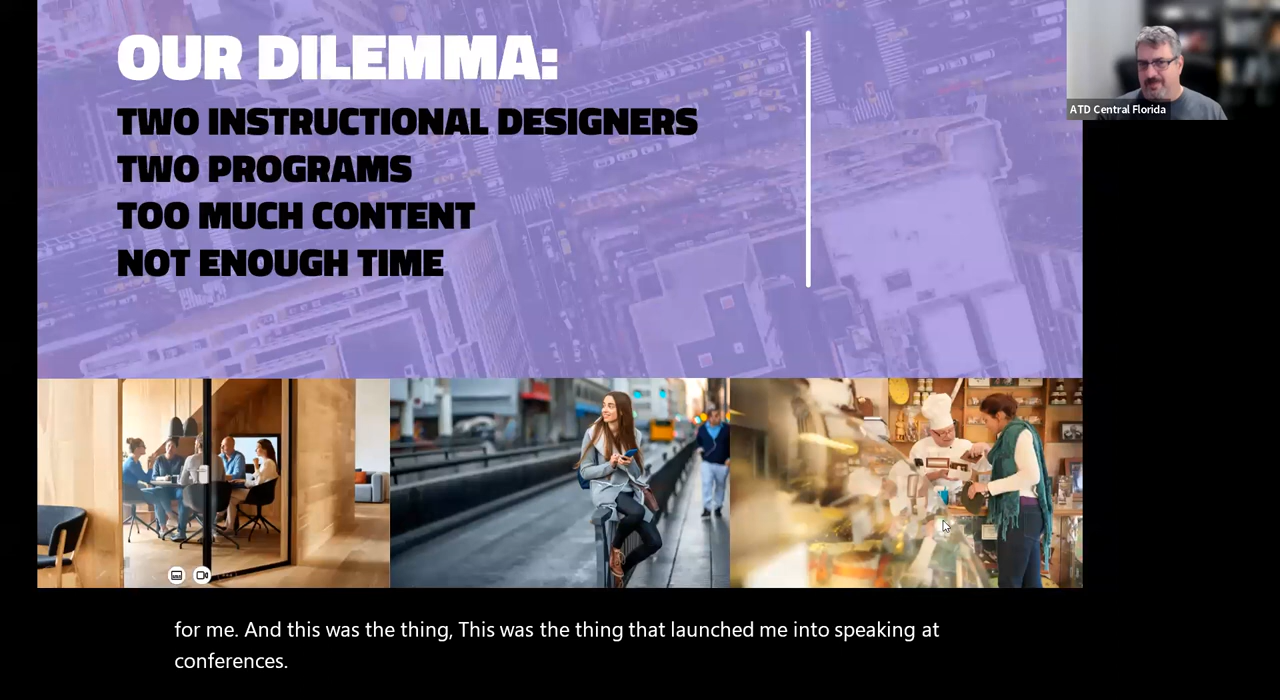 OUR DILEMMA:
TWO INSTRUCTIONAL DESIGNERS
TWO PROGRAMS
TOO MUCH CONTENT
NOT ENOUGH TIME
ATD Central Florida
for me. And this was the thing, This was the thing that launched me into speaking at
conferences.